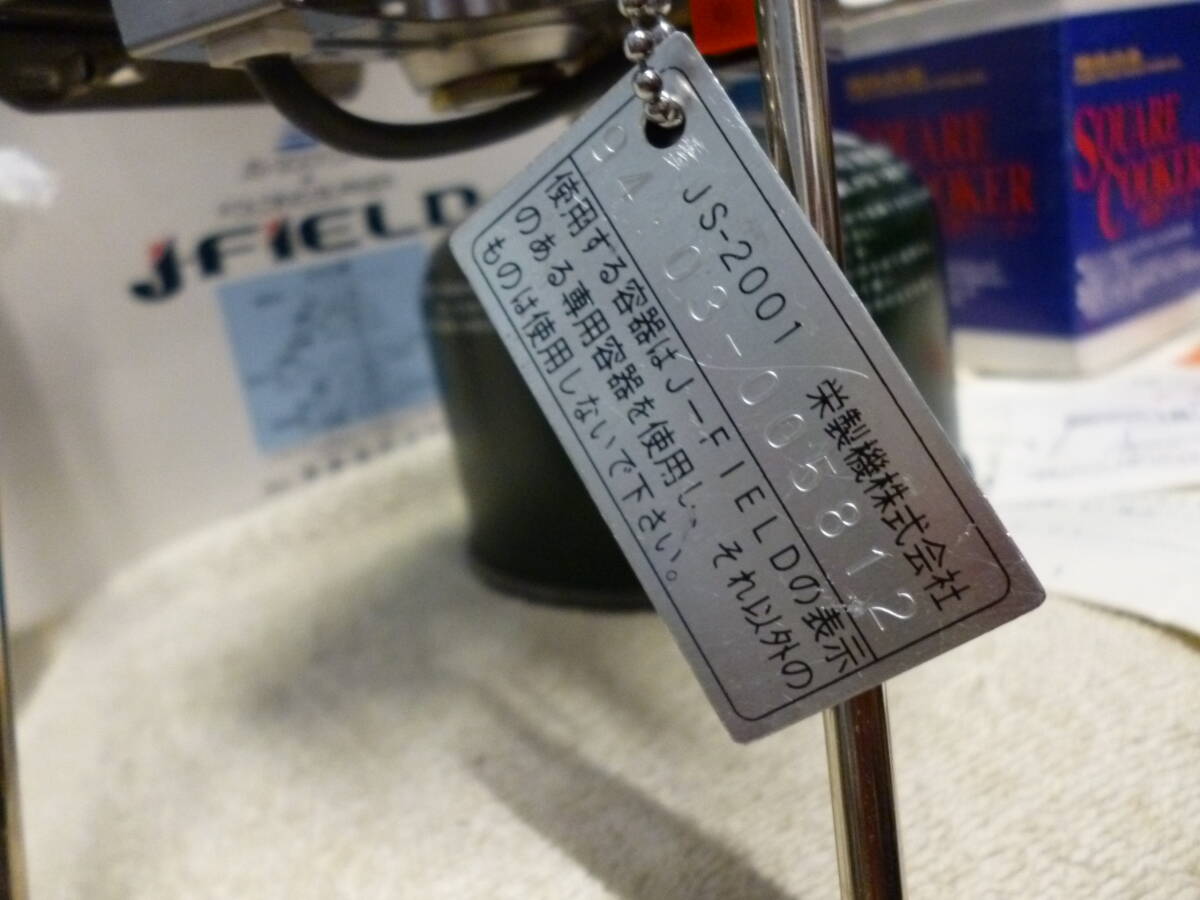 JS-2001 栄製機株式会社
94.03-005812
使用する容器はJ-FIELDの表示
のある専用容器を使用し、それ以外の
ものは使用しないで下さい。
J-FIELD
SQUARE
COOKER
SQUARE
COOKER